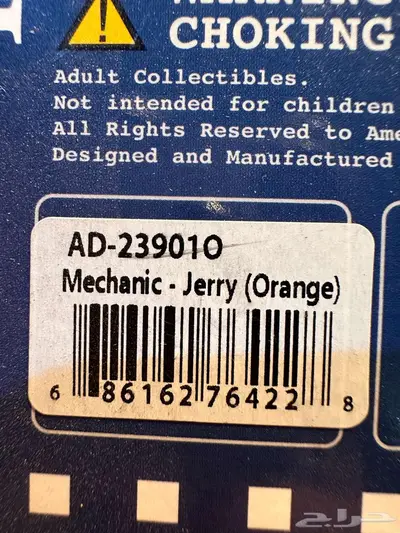 CHOKING
Adult Collectibles.
Not intended for children
All Rights Reserved to Ame
Designed and Manufactured
AD-23901O
Mechanic - Jerry (Orange)
6 86162 76422 8
حراج